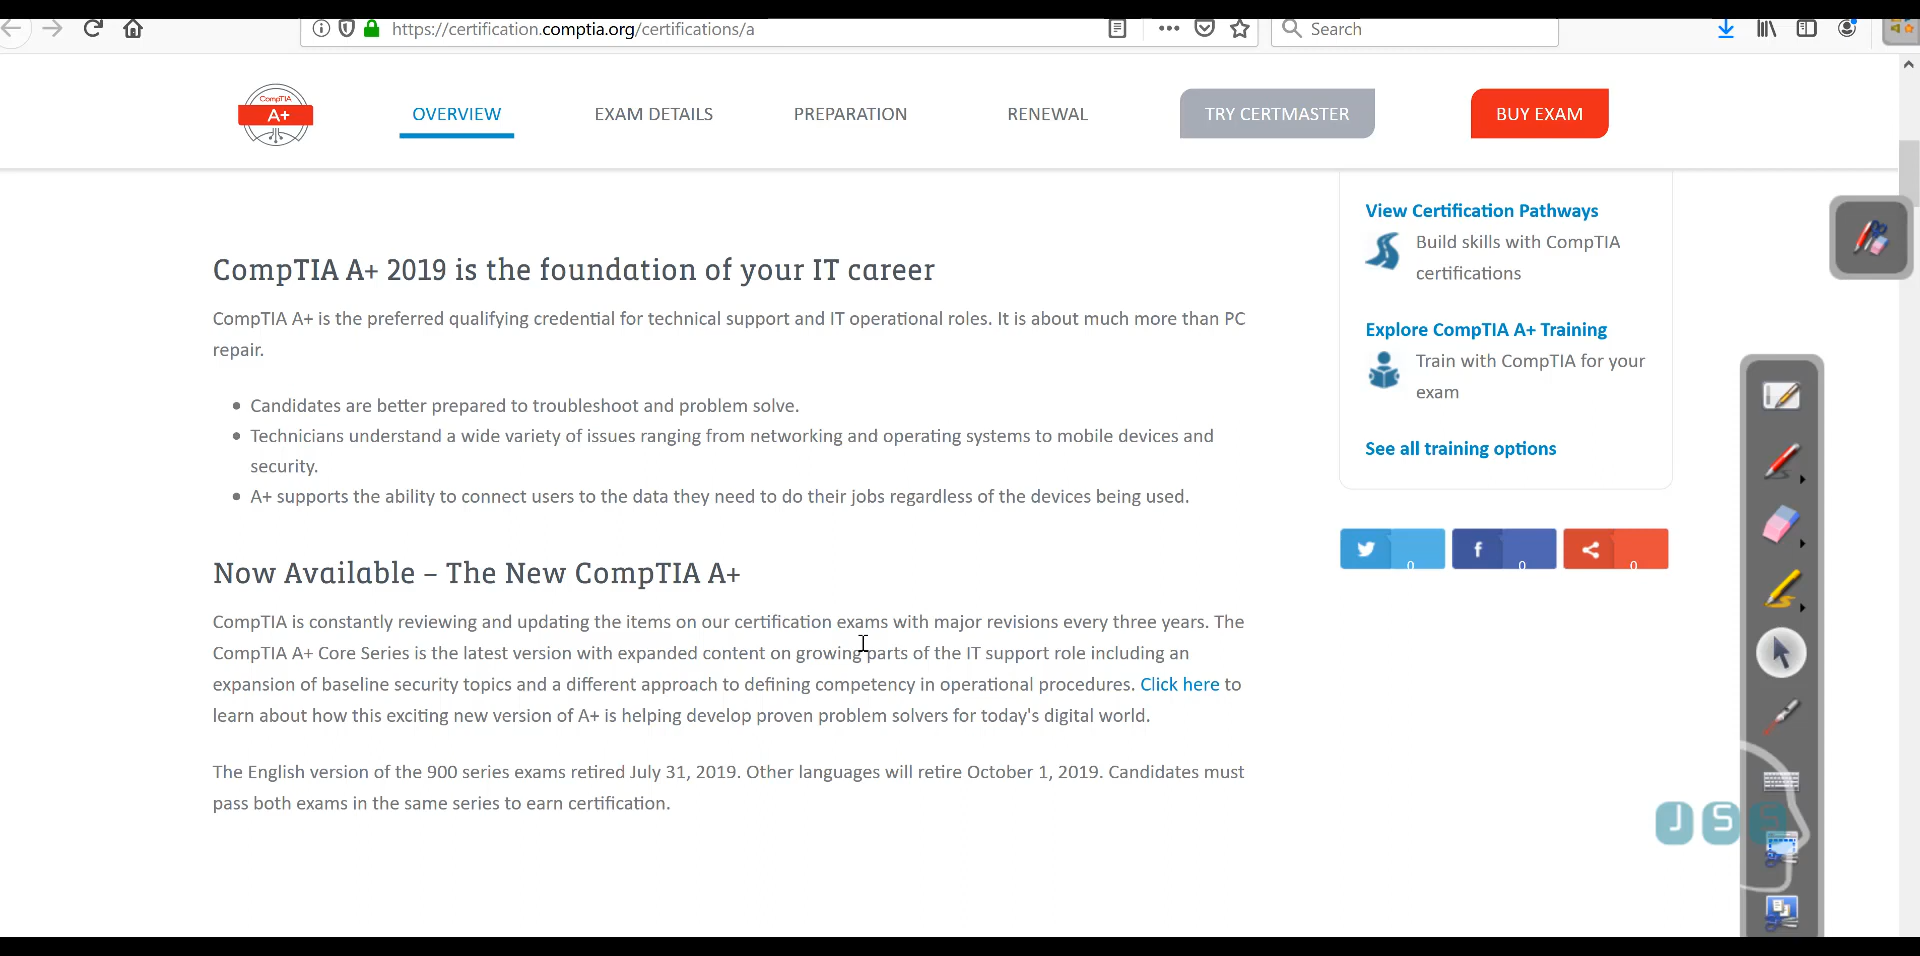 https://certification.comptia.org/certifications/a
Search
CompTIA
A+
OVERVIEW
EXAM DETAILS
PREPARATION
RENEWAL
TRY CERTMASTER
BUY EXAM
CompTIA A+ 2019 is the foundation of your IT career
CompTIA A+ is the preferred qualifying credential for technical support and IT operational roles. It is about much more than PC
repair.
Candidates are better prepared to troubleshoot and problem solve.
Technicians understand a wide variety of issues ranging from networking and operating systems to mobile devices and
security.
A+ supports the ability to connect users to the data they need to do their jobs regardless of the devices being used.
Now Available – The New CompTIA A+
CompTIA is constantly reviewing and updating the items on our certification exams with major revisions every three years. The
CompTIA A+ Core Series is the latest version with expanded content on growing parts of the IT support role including an
expansion of baseline security topics and a different approach to defining competency in operational procedures. Click here to
learn about how this exciting new version of A+ is helping develop proven problem solvers for today's digital world.
The English version of the 900 series exams retired July 31, 2019. Other languages will retire October 1, 2019. Candidates must
pass both exams in the same series to earn certification.
View Certification Pathways
Build skills with CompTIA
certifications
Explore CompTIA A+ Training
Train with CompTIA for your
exam
See all training options
0
0
0
JSS